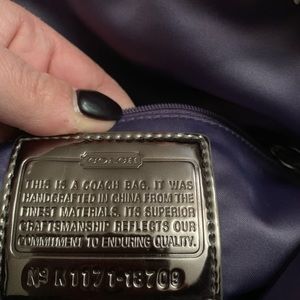 COACH
THIS IS A COACH BAG. IT WAS
HANDCRAFTED IN CHINA FROM THE
FINEST MATERIALS. ITS SUPERIOR
CRAFTSMANSHIP REFLECTS OUR
COMMITMENT TO ENDURING QUALITY.
No K1171-13709